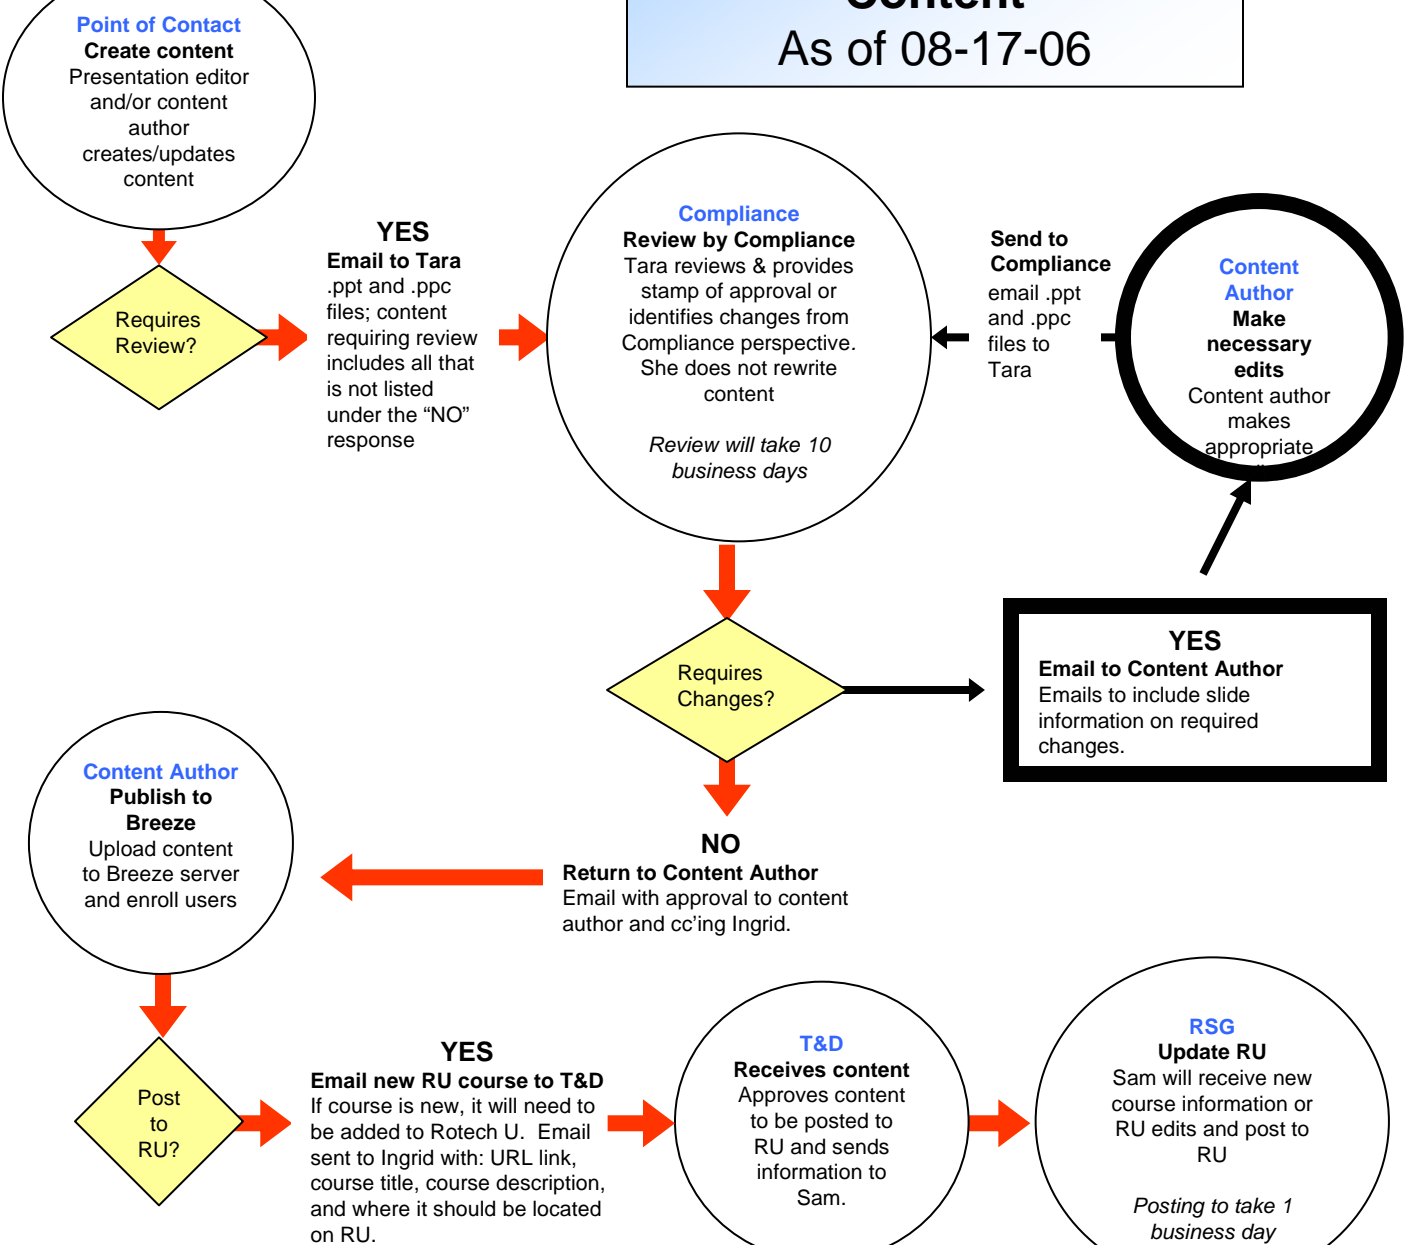 Content
As of 08-17-06
Point of Contact
Create content
Presentation editor
and/or content
author
creates/updates
content
Requires
Review?
YES
Email to Tara
.ppt and .ppc
files; content
requiring review
includes all that
is not listed
under the “NO”
response
Compliance
Review by Compliance
Tara reviews & provides
stamp of approval or
identifies changes from
Compliance perspective.
She does not rewrite
content
Review will take 10
business days
Send to
Compliance
email .ppt
and .ppc
files to
Tara
Content
Author
Make
necessary
edits
Content author
makes
appropriate
Requires
Changes?
YES
Email to Content Author
Emails to include slide
information on required
changes.
NO
Return to Content Author
Email with approval to content
author and cc’ing Ingrid.
Content Author
Publish to
Breeze
Upload content
to Breeze server
and enroll users
Post
to
RU?
YES
Email new RU course to T&D
If course is new, it will need to
be added to Rotech U.  Email
sent to Ingrid with: URL link,
course title, course description,
and where it should be located
on RU.
T&D
Receives content
Approves content
to be posted to
RU and sends
information to
Sam.
RSG
Update RU
Sam will receive new
course information or
RU edits and post to
RU
Posting to take 1
business day